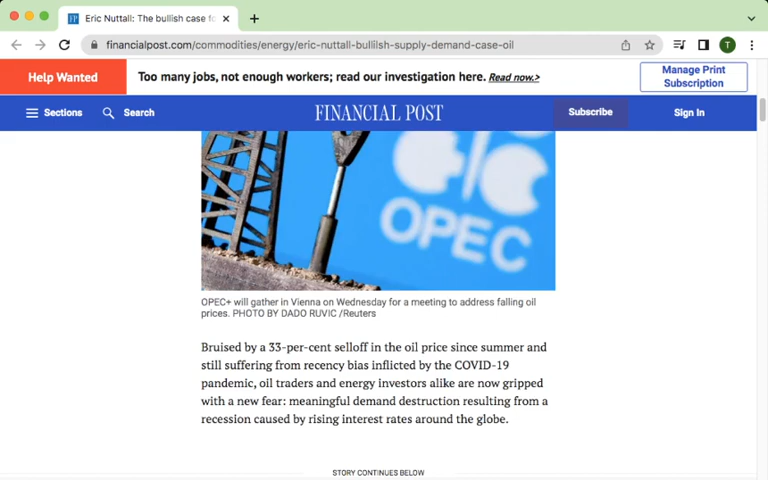 Eric Nuttall: The bullish case fo
financialpost.com/commodities/energy/eric-nuttall-bullilsh-supply-demand-case-oil
T
Help Wanted
Too many jobs, not enough workers; read our investigation here. Read now.>
Manage Print
Subscription
Sections
Search
FINANCIAL POST
Subscribe
Sign In
OPEC
OPEC+ will gather in Vienna on Wednesday for a meeting to address falling oil
prices. PHOTO BY DADO RUVIC /Reuters
Bruised by a 33-per-cent selloff in the oil price since summer and
still suffering from recency bias inflicted by the COVID-19
pandemic, oil traders and energy investors alike are now gripped
with a new fear: meaningful demand destruction resulting from a
recession caused by rising interest rates around the globe.
STORY CONTINUES BELOW